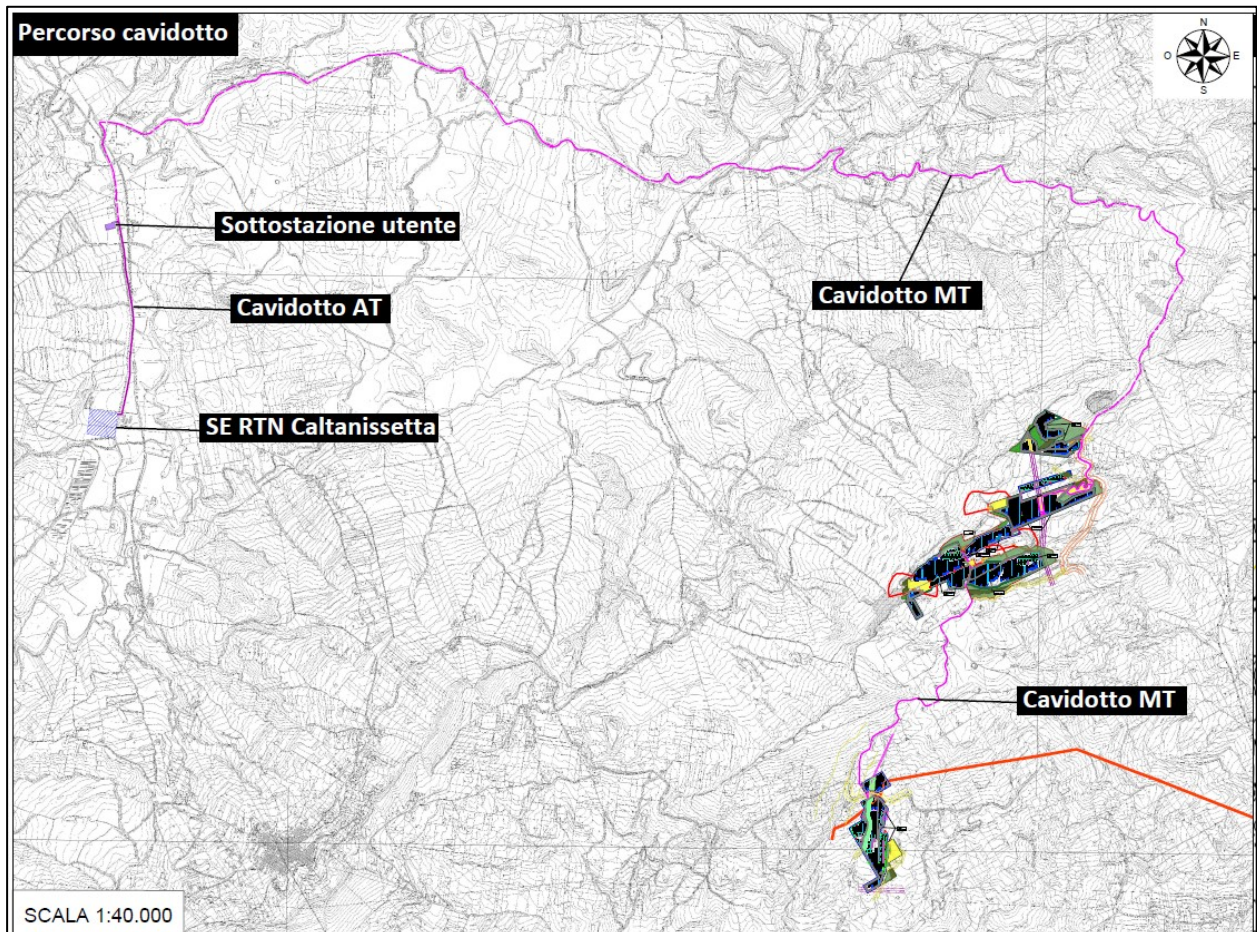 Percorso cavidotto
N
O
E
S
Sottostazione utente
Cavidotto MT
Cavidotto AT
SE RTN Caltanissetta
Cavidotto MT
SCALA 1:40.000